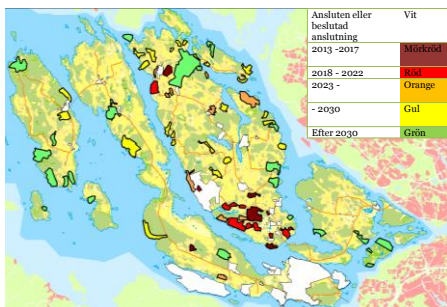 Ansluten eller Vit
beslutad
anslutning
2013 -2017 Mörkröd
2018 - 2022 Röd
2023 - Orange
- 2030 Gul
Efter 2030 Grön